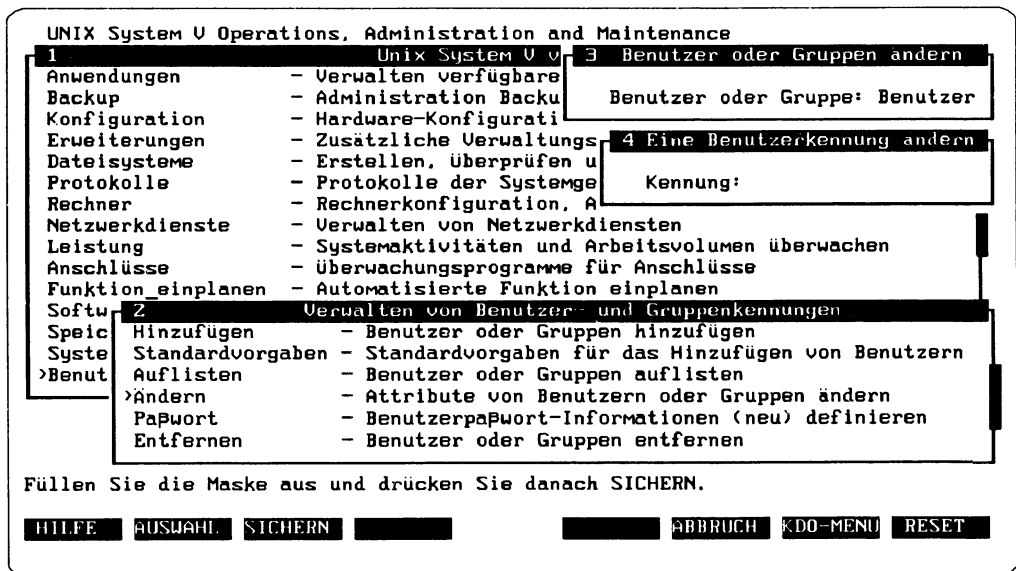 UNIX System V Operations, Administration and Maintenance
1 Unix System V v
Anwendungen - Verwalten verfügbare
Backup - Administration Backu
Konfiguration - Hardware-Konfigurati
Erweiterungen - Zusätzliche Verwaltungs
Dateisysteme - Erstellen, überprüfen u
Protokolle - Protokolle der Systemge
Rechner - Rechnerkonfiguration, A
Netzwerkdienste - Verwalten von Netzwerkdiensten
Leistung - Systemaktivitäten und Arbeitsvolumen überwachen
Anschlüsse - überwachungsprogramme für Anschlüsse
Funktion_einplanen - Automatisierte Funktion einplanen
Softw
Speic
Syste
>Benut
3 Benutzer oder Gruppen ändern
Benutzer oder Gruppe: Benutzer
4 Eine Benutzerkennung ändern
Kennung:
2 Verwalten von Benutzer- und Gruppenkennungen
Hinzufügen - Benutzer oder Gruppen hinzufügen
Standardvorgaben - Standardvorgaben für das Hinzufügen von Benutzern
Auflisten - Benutzer oder Gruppen auflisten
>Ändern - Attribute von Benutzern oder Gruppen ändern
Paßwort - Benutzerpaßwort-Informationen (neu) definieren
Entfernen - Benutzer oder Gruppen entfernen
Füllen Sie die Maske aus und drücken Sie danach SICHERN.
HILFE AUSWAHL SICHERN ABBRUCH KDO-MENU RESET